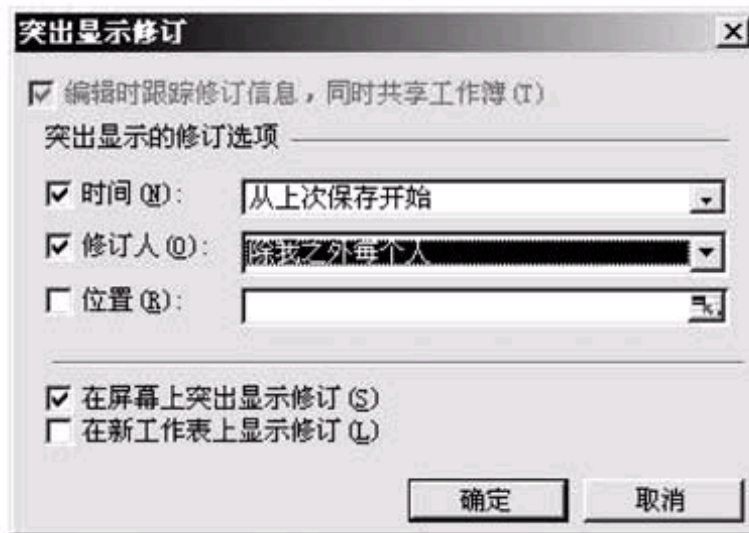 突出显示修订
编辑时跟踪修订信息，同时共享工作簿(T)
突出显示的修订选项
时间(N)： 从上次保存开始
修订人(O)： 除我之外每个人
位置(R)：
在屏幕上突出显示修订(S)
在新工作表上显示修订(L)
确定 取消